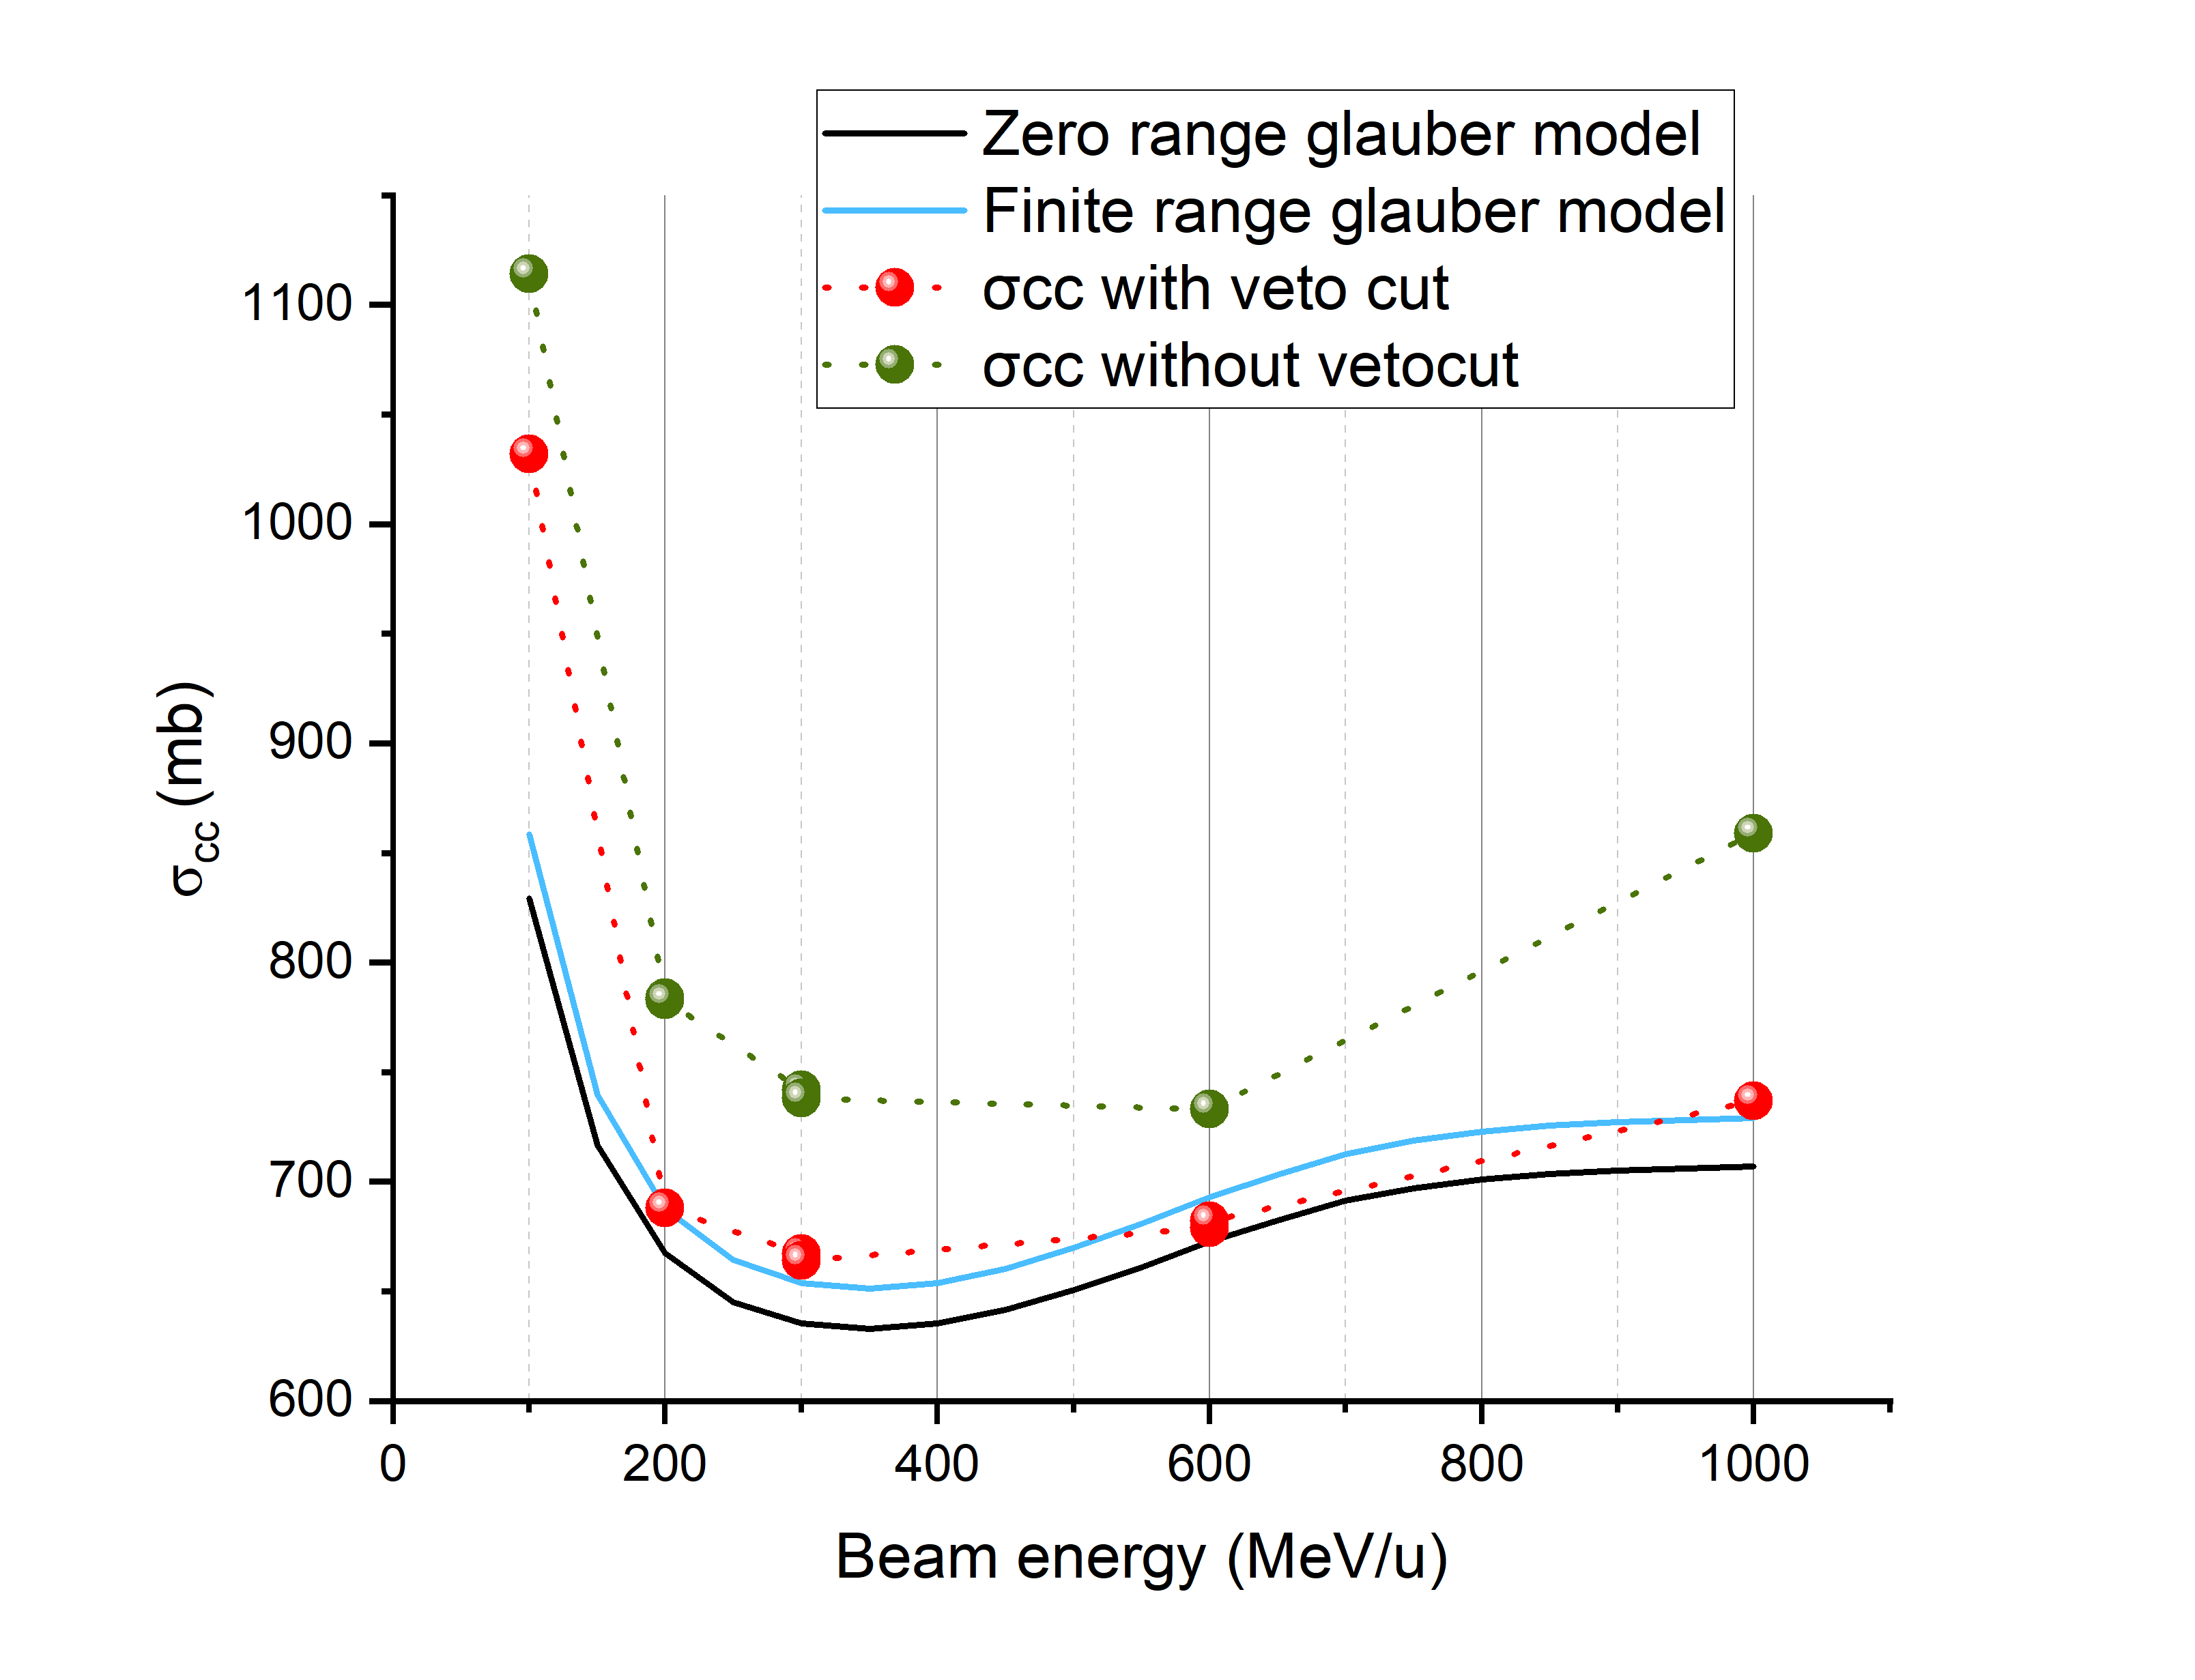 Zero range glauber model
Finite range glauber model
σcc with veto cut
σcc without vetocut
1100
1000
900
800
700
600
σcc (mb)
0 200 400 600 800 1000
Beam energy (MeV/u)